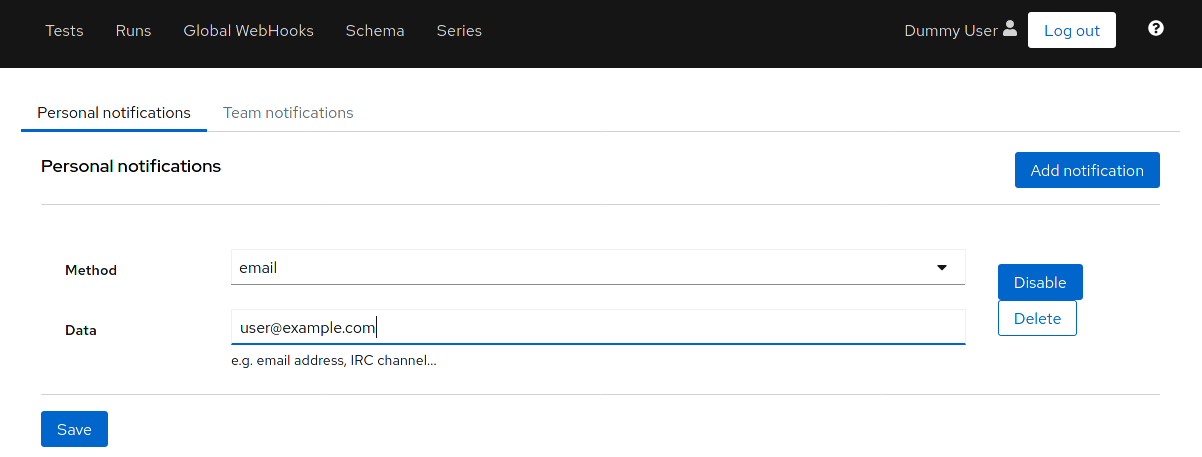 Tests Runs Global WebHooks Schema Series Dummy User Log out ?
Personal notifications Team notifications
Personal notifications Add notification
Method email Disable
Data user@example.com Delete
e.g. email address, IRC channel...
Save